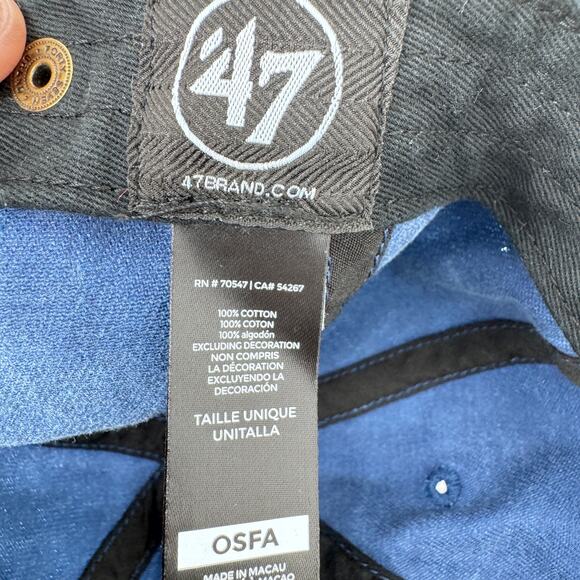 '47
47BRAND.COM
RN # 70547 | CA# 54267
100% COTTON
100% COTON
100% algodón
EXCLUDING DECORATION
NON COMPRIS
LA DÉCORATION
EXCLUYENDO LA
DECORACIÓN
TAILLE UNIQUE
UNITALLA
OSFA
MADE IN MACAU